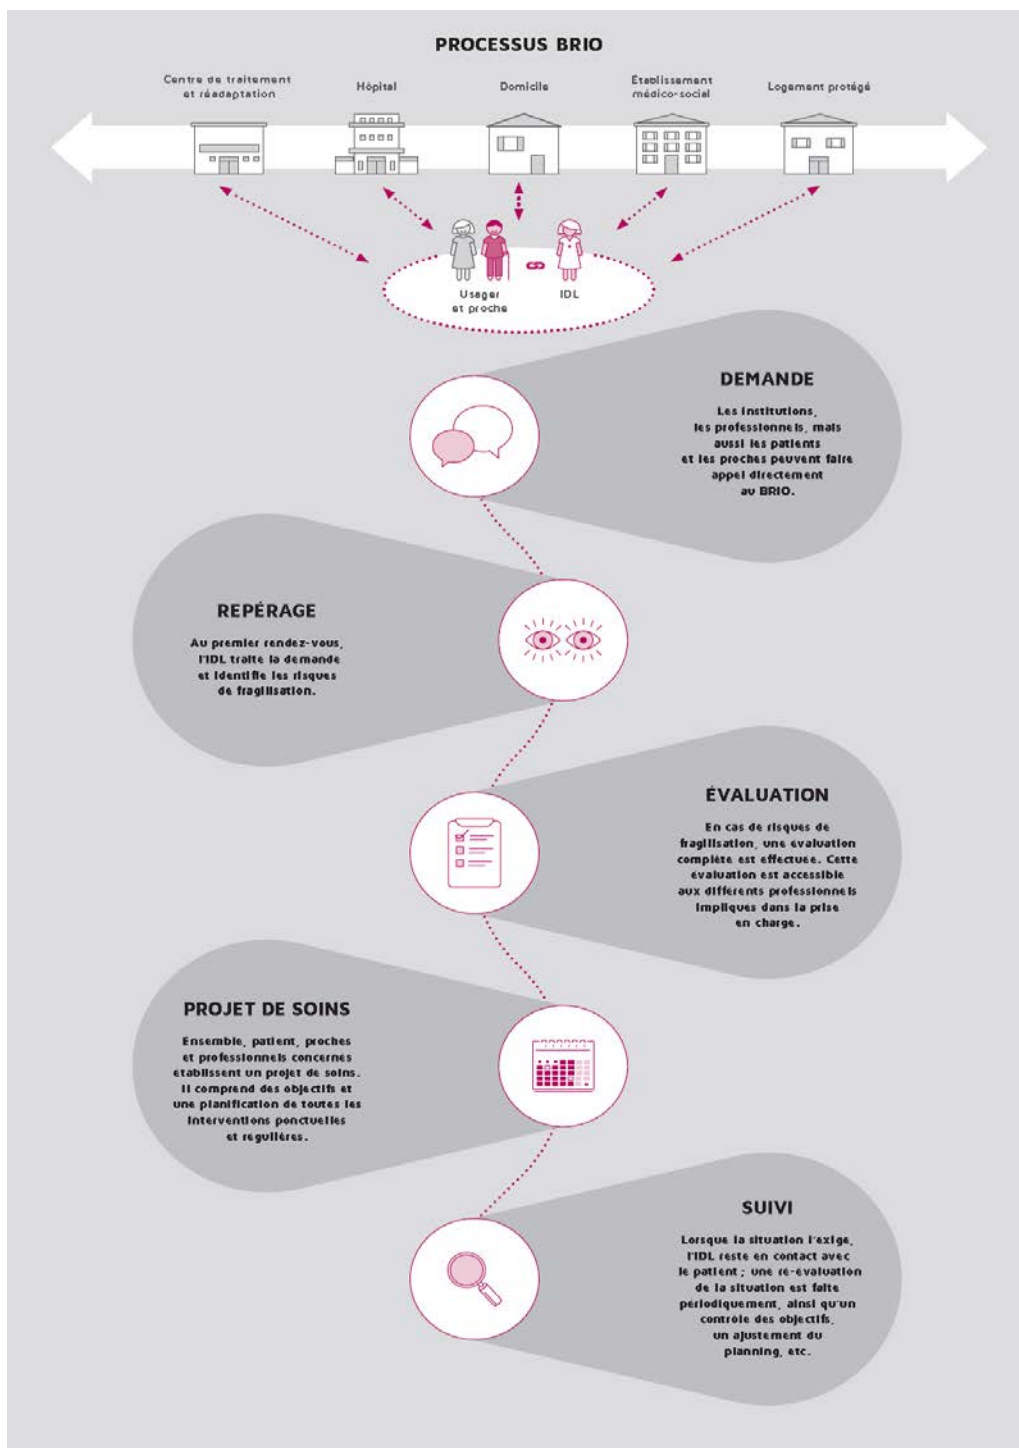 PROCESSUS BRIO
Centre de traitement
et réadaptation
Hôpital
Domicile
Établissement
médico-social
Logement protégé
Usager
et proche
IDL
DEMANDE
Les institutions,
les professionnels, mais
aussi les patients
et les proches peuvent faire
appel directement
au BRIO.
REPÉRAGE
Au premier rendez-vous,
l'IDL traite la demande
et identifie les risques
de fragilisation.
ÉVALUATION
En cas de risques de
fragilisation, une évaluation
complète est effectuée. Cette
évaluation est accessible
aux différents professionnels
impliqués dans la prise
en charge.
PROJET DE SOINS
Ensemble, patient, proches
et professionnels concernés
établissent un projet de soins.
Il comprend des objectifs et
une planification de toutes les
interventions ponctuelles
et régulières.
SUIVI
Lorsque la situation l'exige,
l'IDL reste en contact avec
le patient ; une ré-évaluation
de la situation est faite
périodiquement, ainsi qu'un
contrôle des objectifs,
un ajustement du
planning, etc.